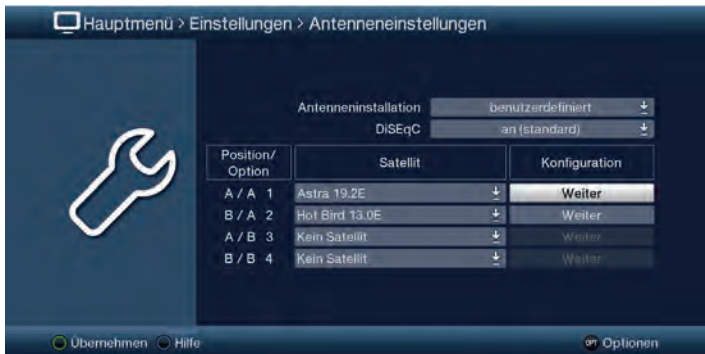 Hauptmenü > Einstellungen > Antenneneinstellungen
Antenneninstallation benutzerdefiniert
DiSEqC an (standard)
Position/ Option Satellit Konfiguration
A / A 1 Astra 19.2E Weiter
B / A 2 Hot Bird 13.0E Weiter
A / B 3 Kein Satellit Weiter
B / B 4 Kein Satellit Weiter
Übernehmen Hilfe OPT Optionen